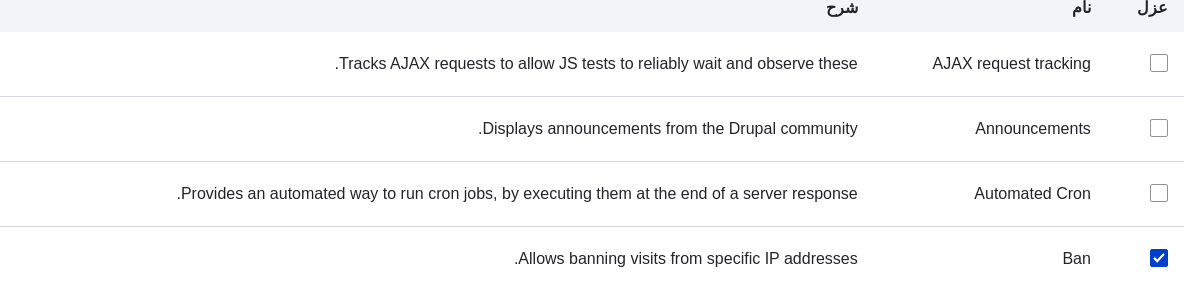 عزل نام شرح
AJAX request tracking Tracks AJAX requests to allow JS tests to reliably wait and observe these.
Announcements Displays announcements from the Drupal community.
Automated Cron Provides an automated way to run cron jobs, by executing them at the end of a server response.
Ban Allows banning visits from specific IP addresses.